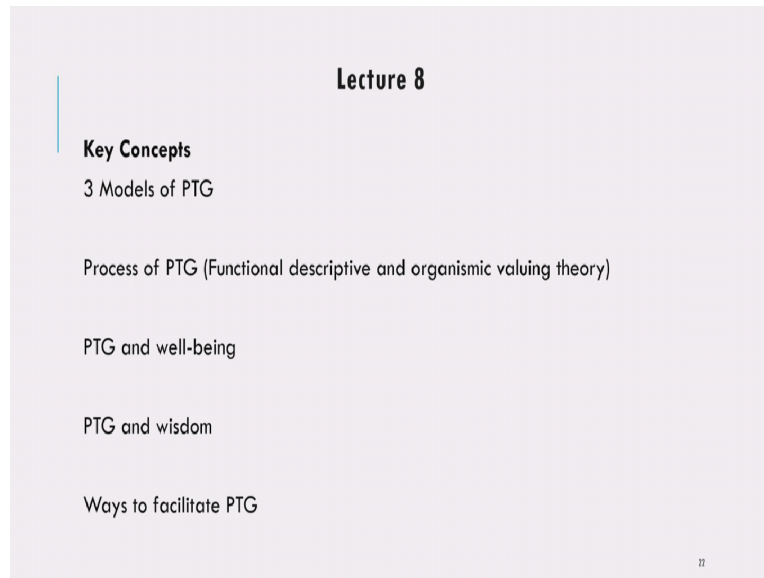 Lecture 8
Key Concepts
3 Models of PTG
Process of PTG (Functional descriptive and organismic valuing theory)
PTG and well-being
PTG and wisdom
Ways to facilitate PTG
22